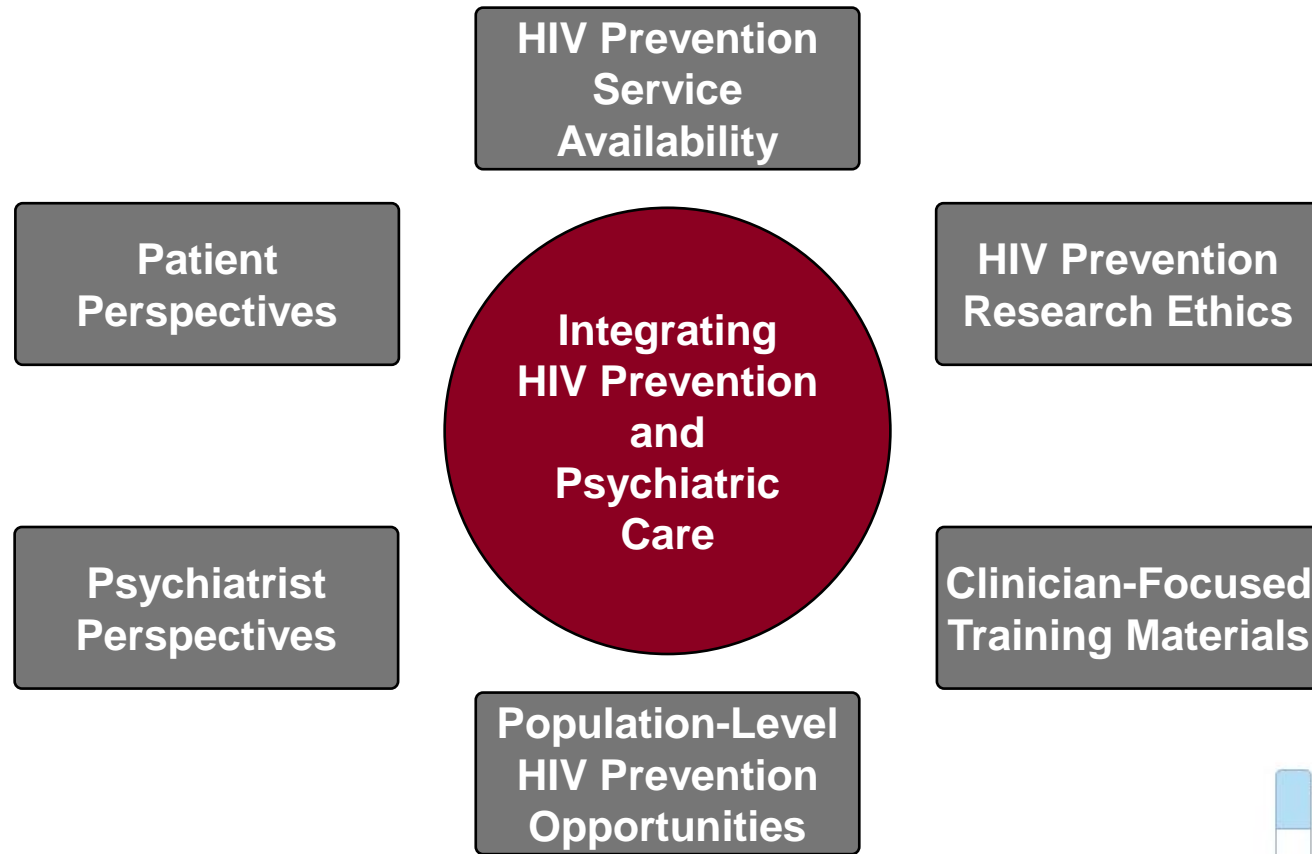 HIV Prevention
Service
Availability
Patient
Perspectives
HIV Prevention
Research Ethics
Integrating
HIV Prevention
and
Psychiatric
Care
Psychiatrist
Perspectives
Clinician-Focused
Training Materials
Population-Level
HIV Prevention
Opportunities